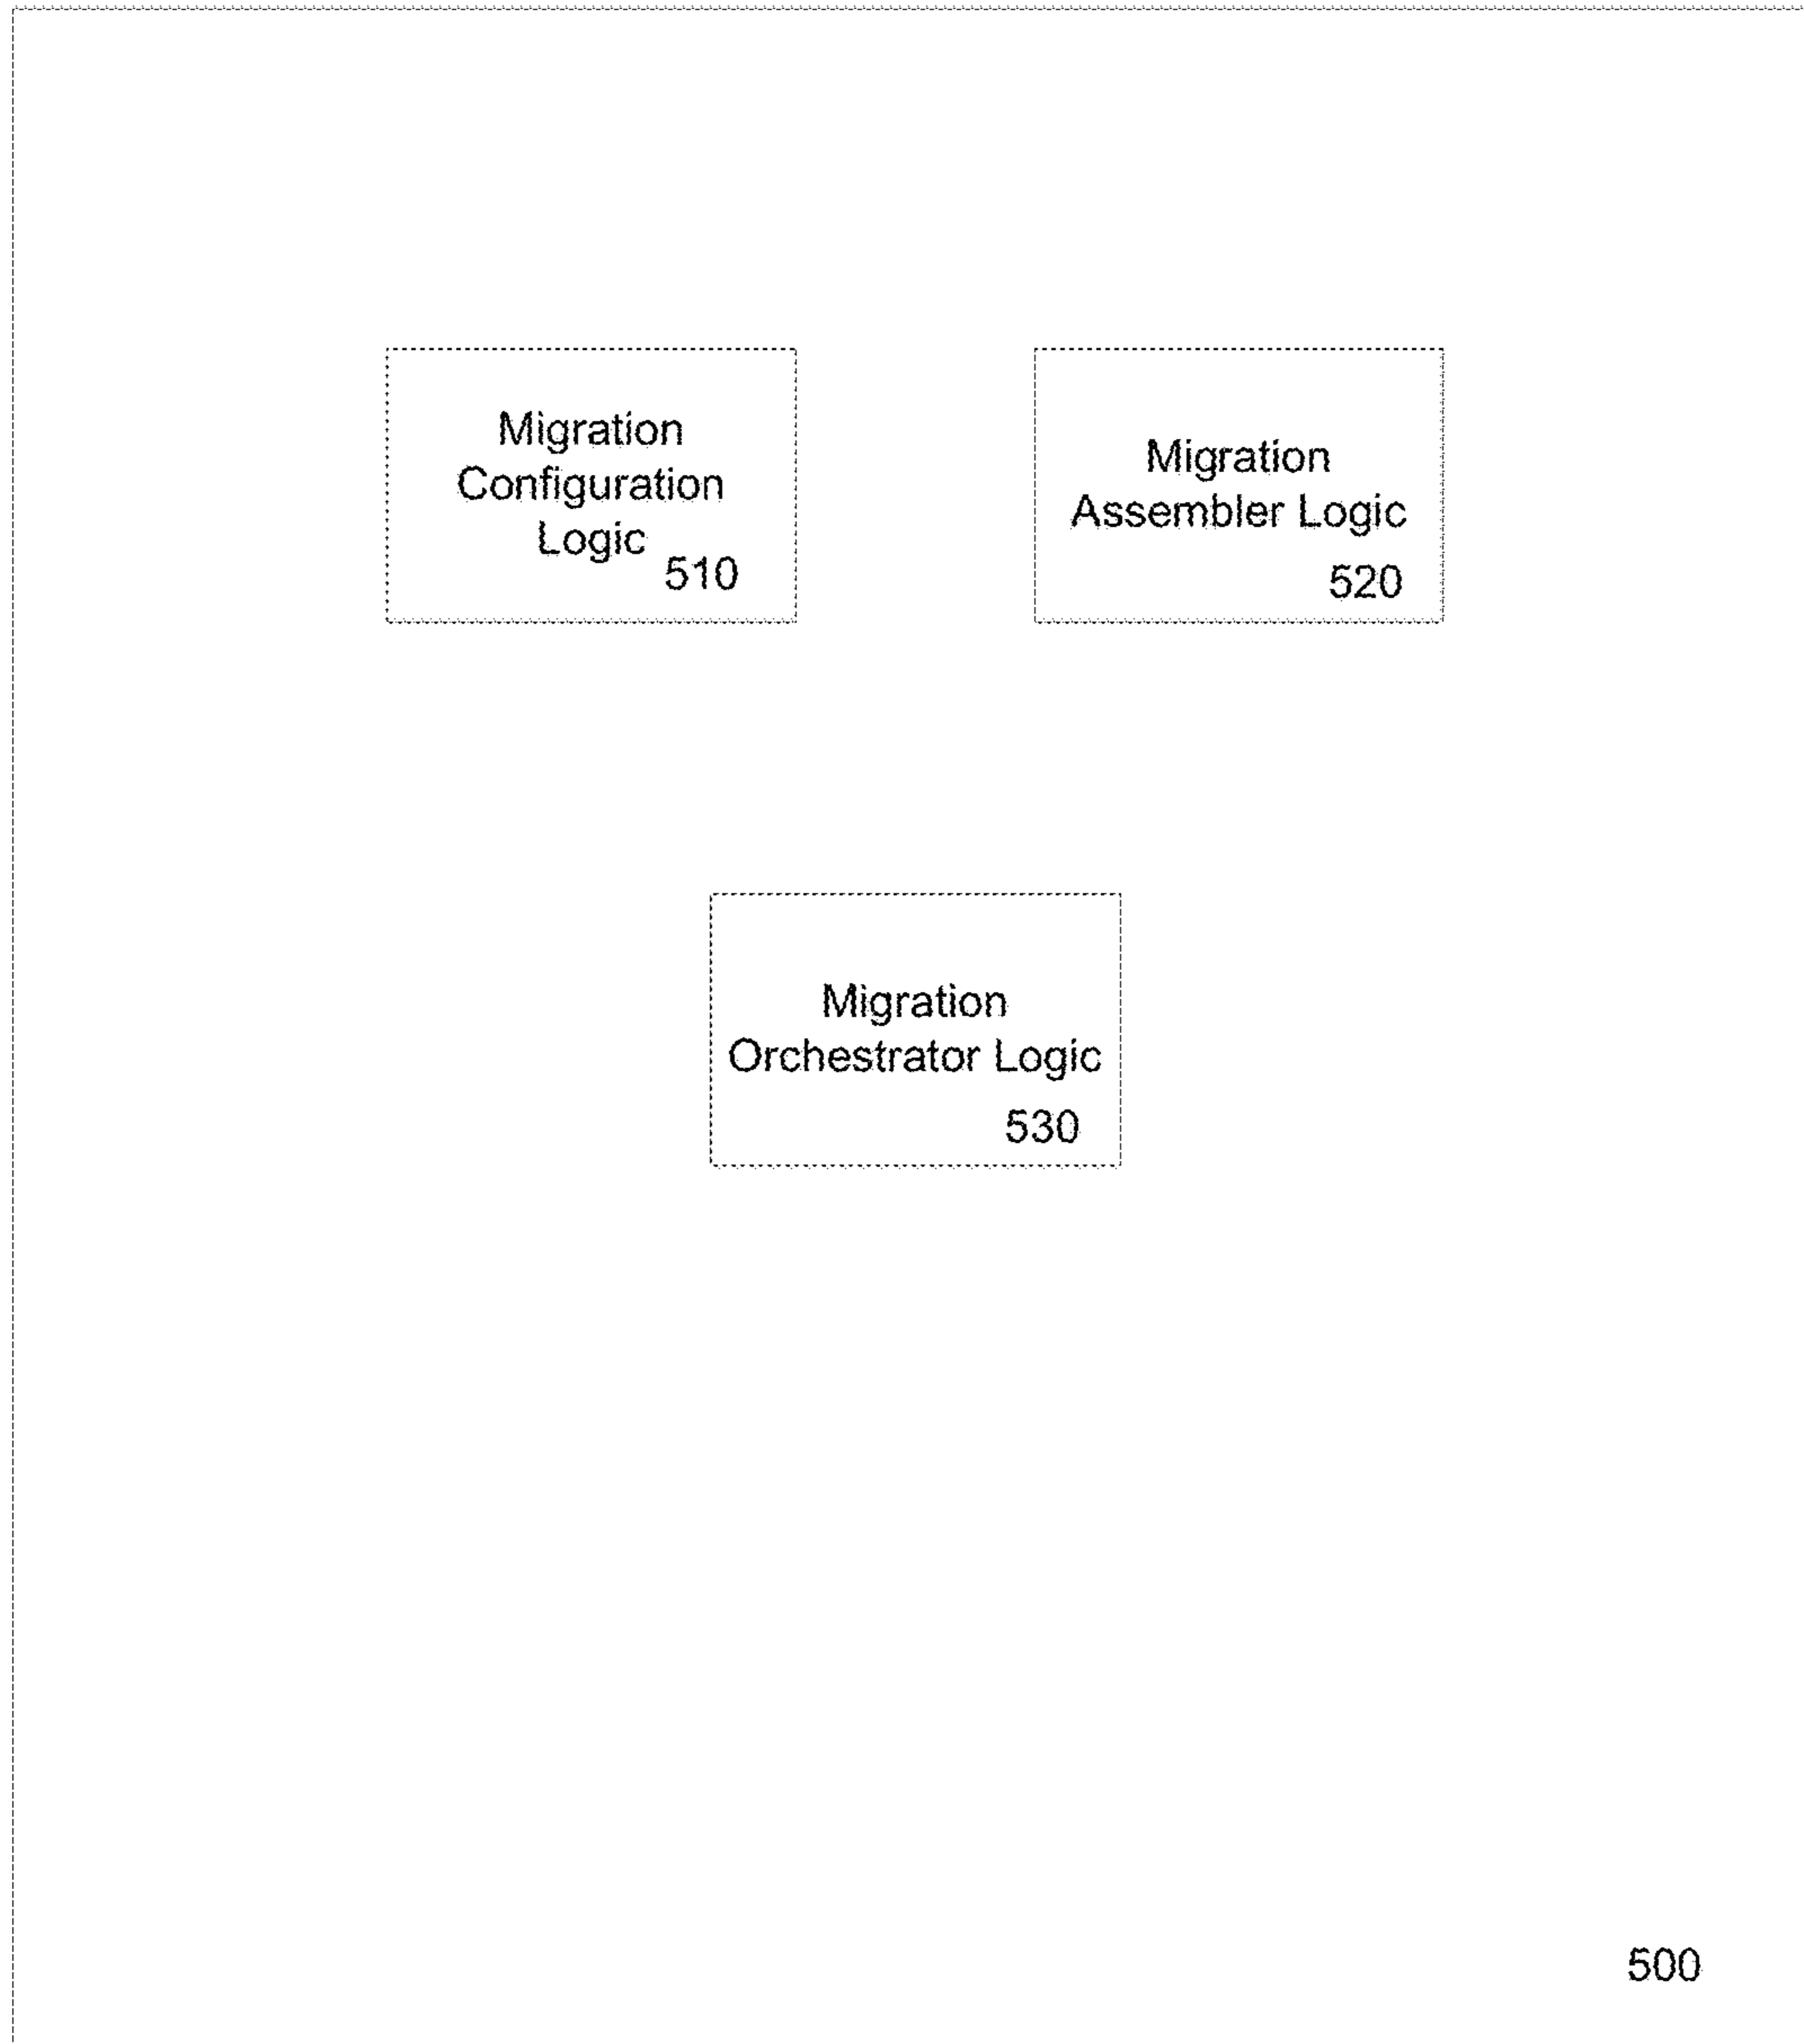 Migration
Configuration
Logic
510
Migration
Assembler Logic
520
Migration
Orchestrator Logic
530
500